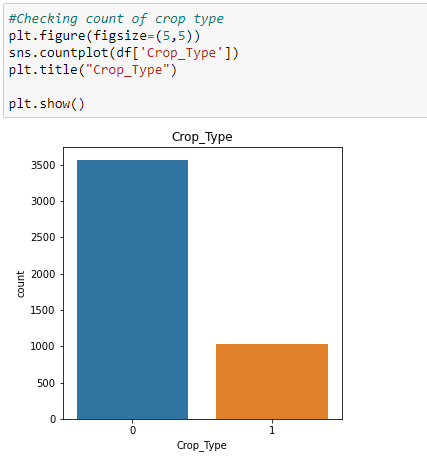 #Checking count of crop type
plt.figure(figsize=(5,5))
sns.countplot(df['Crop_Type'])
plt.title("Crop_Type")
plt.show()
Crop_Type
3500
3000
2500
2000
1500
1000
500
0
count
0 1
Crop_Type